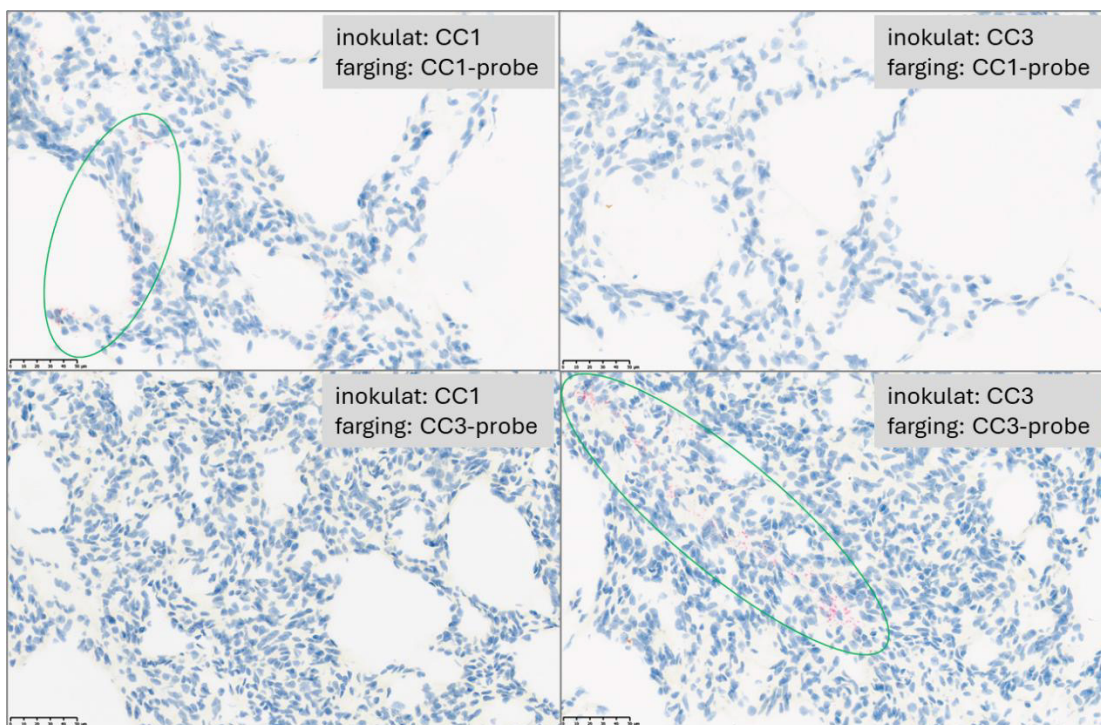 inokulat: CC1
farging: CC1-probe
inokulat: CC3
farging: CC1-probe
inokulat: CC1
farging: CC3-probe
inokulat: CC3
farging: CC3-probe